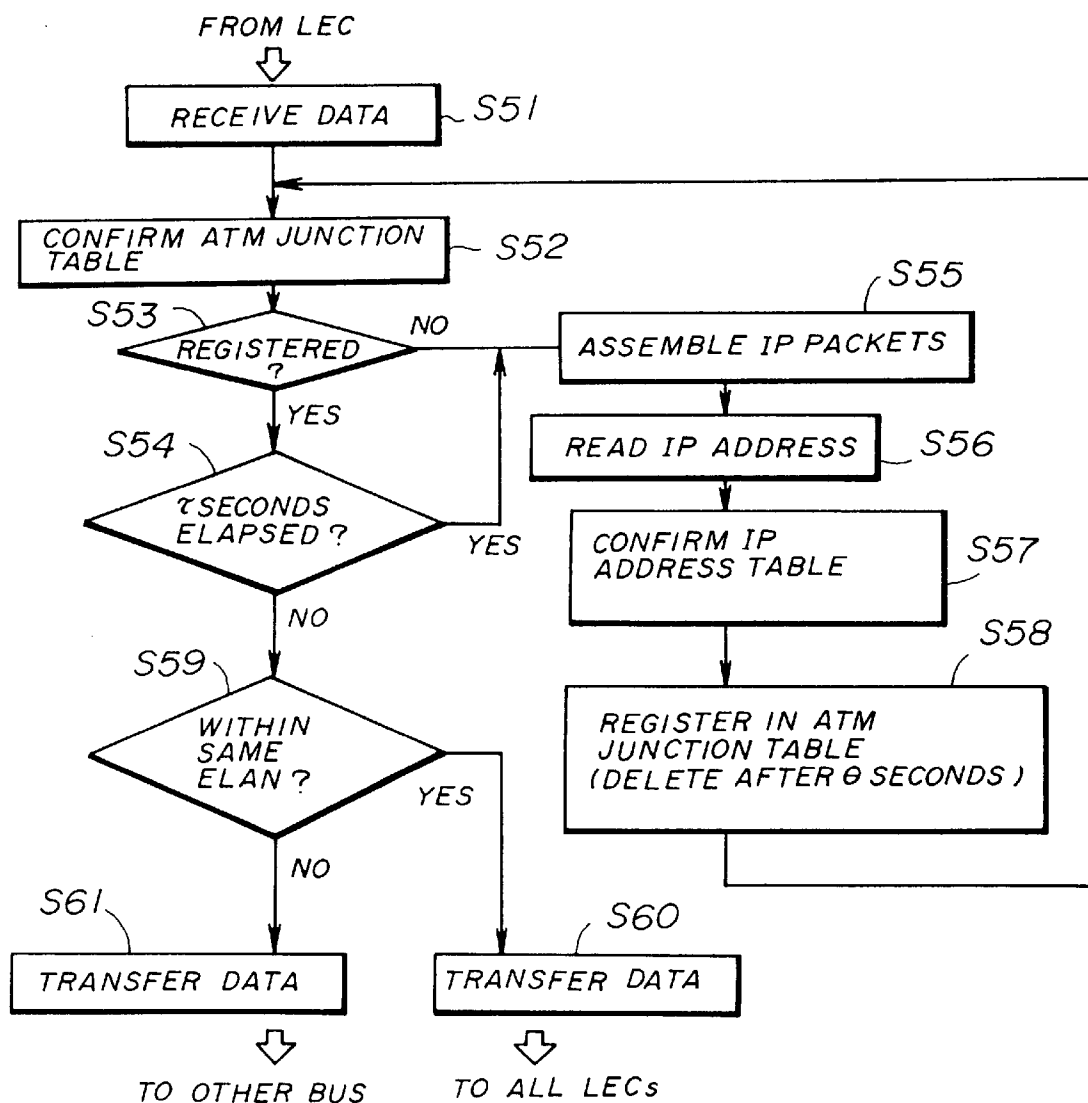 FROM LEC
RECEIVE DATA
S51
CONFIRM ATM JUNCTION
TABLE
S52
S53
REGISTERED
?
NO
YES
S55
ASSEMBLE IP PACKETS
READ IP ADDRESS
S56
S54
τ SECONDS
ELAPSED ?
YES
NO
CONFIRM IP
ADDRESS TABLE
S57
S58
REGISTER IN ATM
JUNCTION TABLE
(DELETE AFTER θ SECONDS)
S59
WITHIN
SAME
ELAN ?
YES
NO
S61
TRANSFER DATA
S60
TRANSFER DATA
TO OTHER BUS
TO ALL LECs